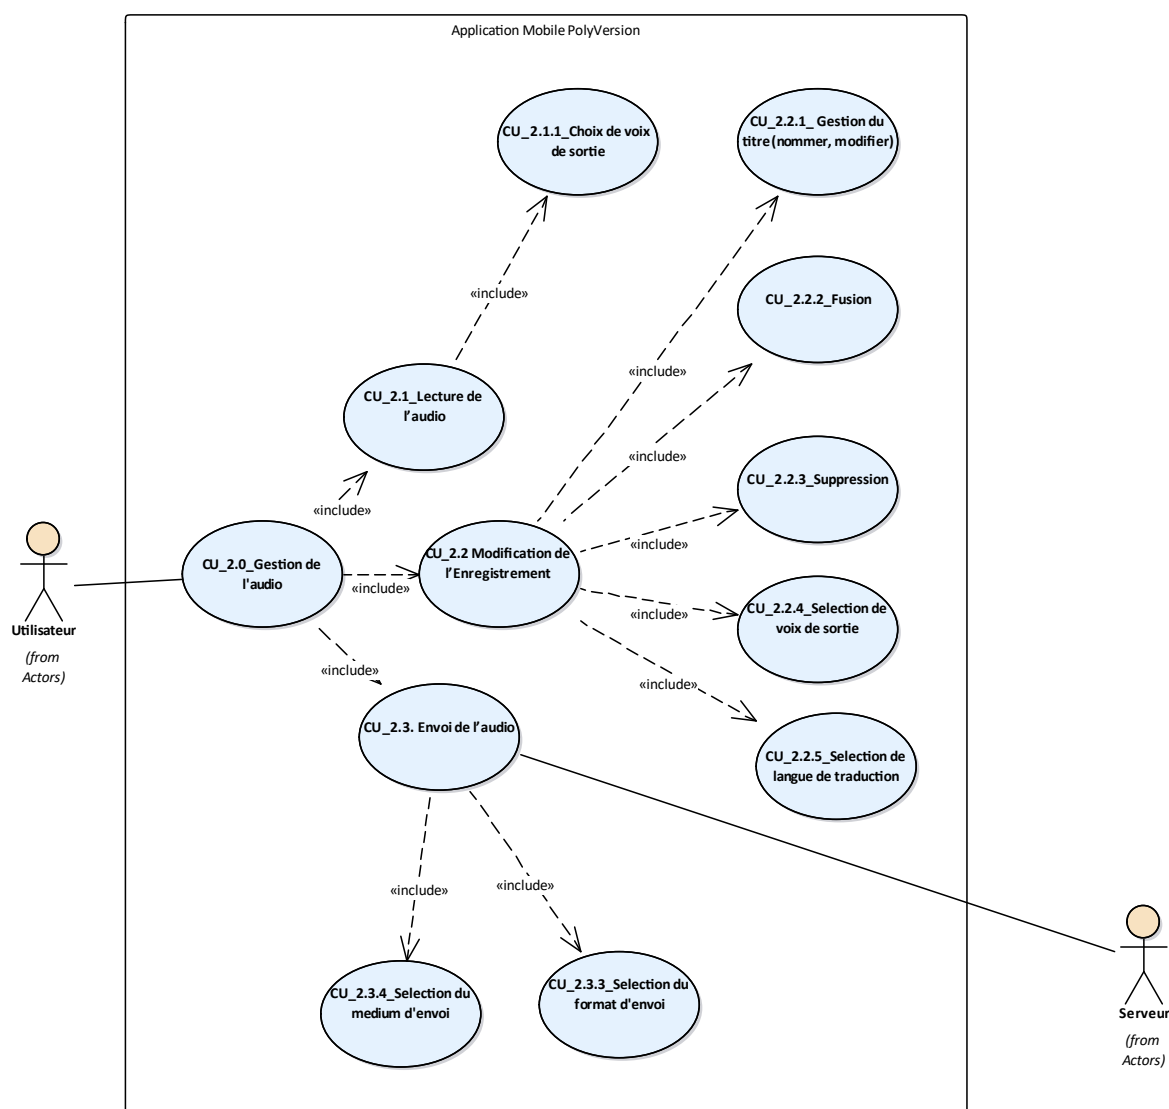 Application Mobile PolyVersion
CU_2.1.1_Choix de voix
de sortie
CU_2.2.1_ Gestion du
titre (nommer, modifier)
«include»
CU_2.2.2_Fusion
«include»
CU_2.1_Lecture de
l’audio
«include»
CU_2.2.3_Suppression
«include»
CU_2.0_Gestion de
l'audio
«include»
CU_2.2 Modification de
l’Enregistrement
«include»
«include»
CU_2.2.4_Selection de
voix de sortie
Utilisateur
(from
Actors)
«include»
«include»
CU_2.3. Envoi de l’audio
CU_2.2.5_Selection de
langue de traduction
«include»
«include»
CU_2.3.4_Selection du
medium d'envoi
CU_2.3.3_Selection du
format d'envoi
Serveur
(from
Actors)